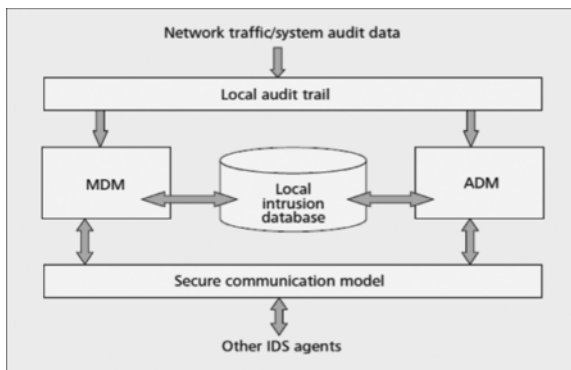 Network traffic/system audit data
Local audit trail
MDM
Local
intrusion
database
ADM
Secure communication model
Other IDS agents